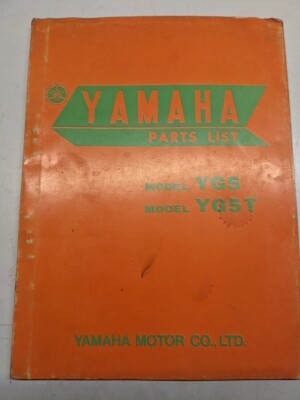 YAMAHA
PARTS LIST
MODEL YG5
MODEL YG5T
YAMAHA MOTOR CO., LTD.